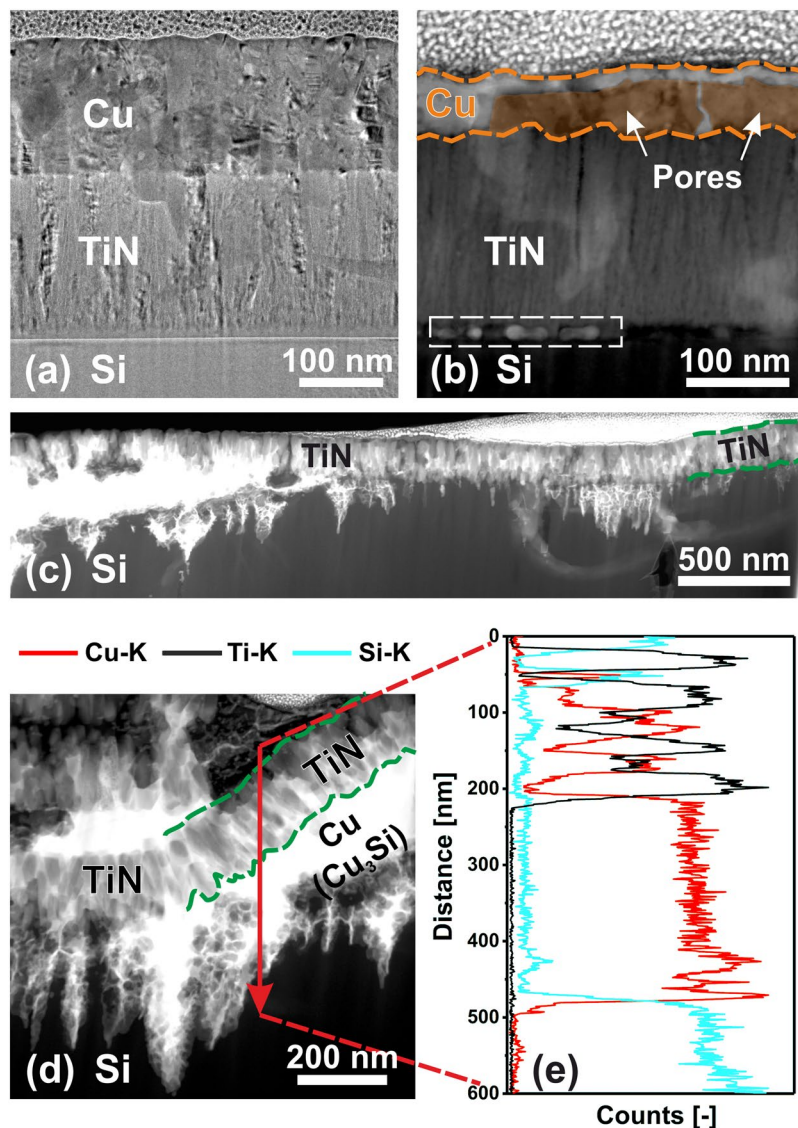 Cu
TiN
(a) Si
100 nm
Cu
Pores
TiN
(b) Si
100 nm
TiN
TiN
(c) Si
500 nm
Cu-K
Ti-K
Si-K
TiN
Cu
(Cu₃Si)
TiN
(d) Si
200 nm
0
100
200
300
400
500
600
Distance [nm]
(e)
Counts [-]